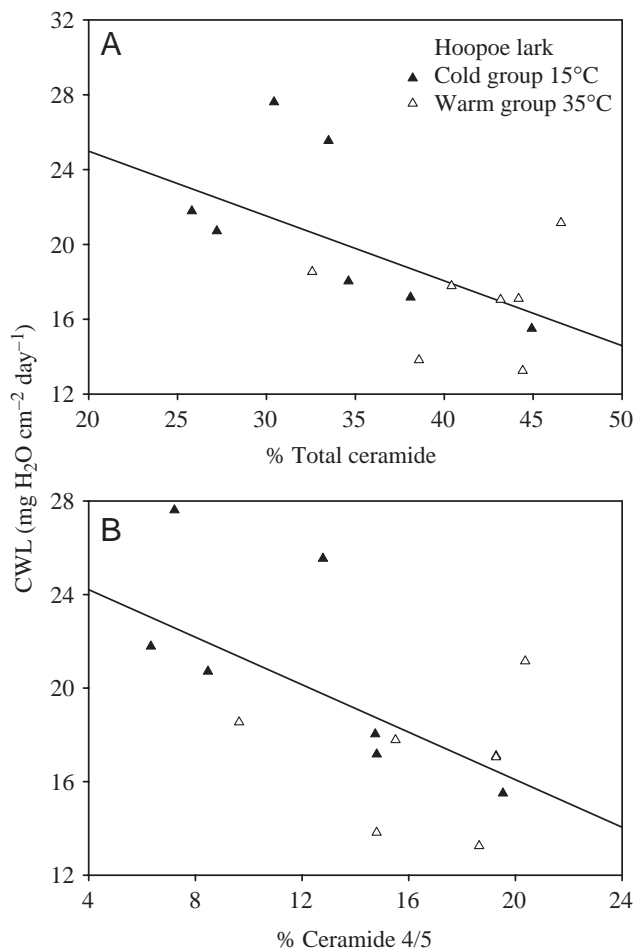 A
Hoopoe lark
▲ Cold group 15°C
△ Warm group 35°C
32
28
24
20
16
12
20 25 30 35 40 45 50
% Total ceramide
CWL (mg H₂O cm⁻² day⁻¹)
B
28
24
20
16
12
4 8 12 16 20 24
% Ceramide 4/5